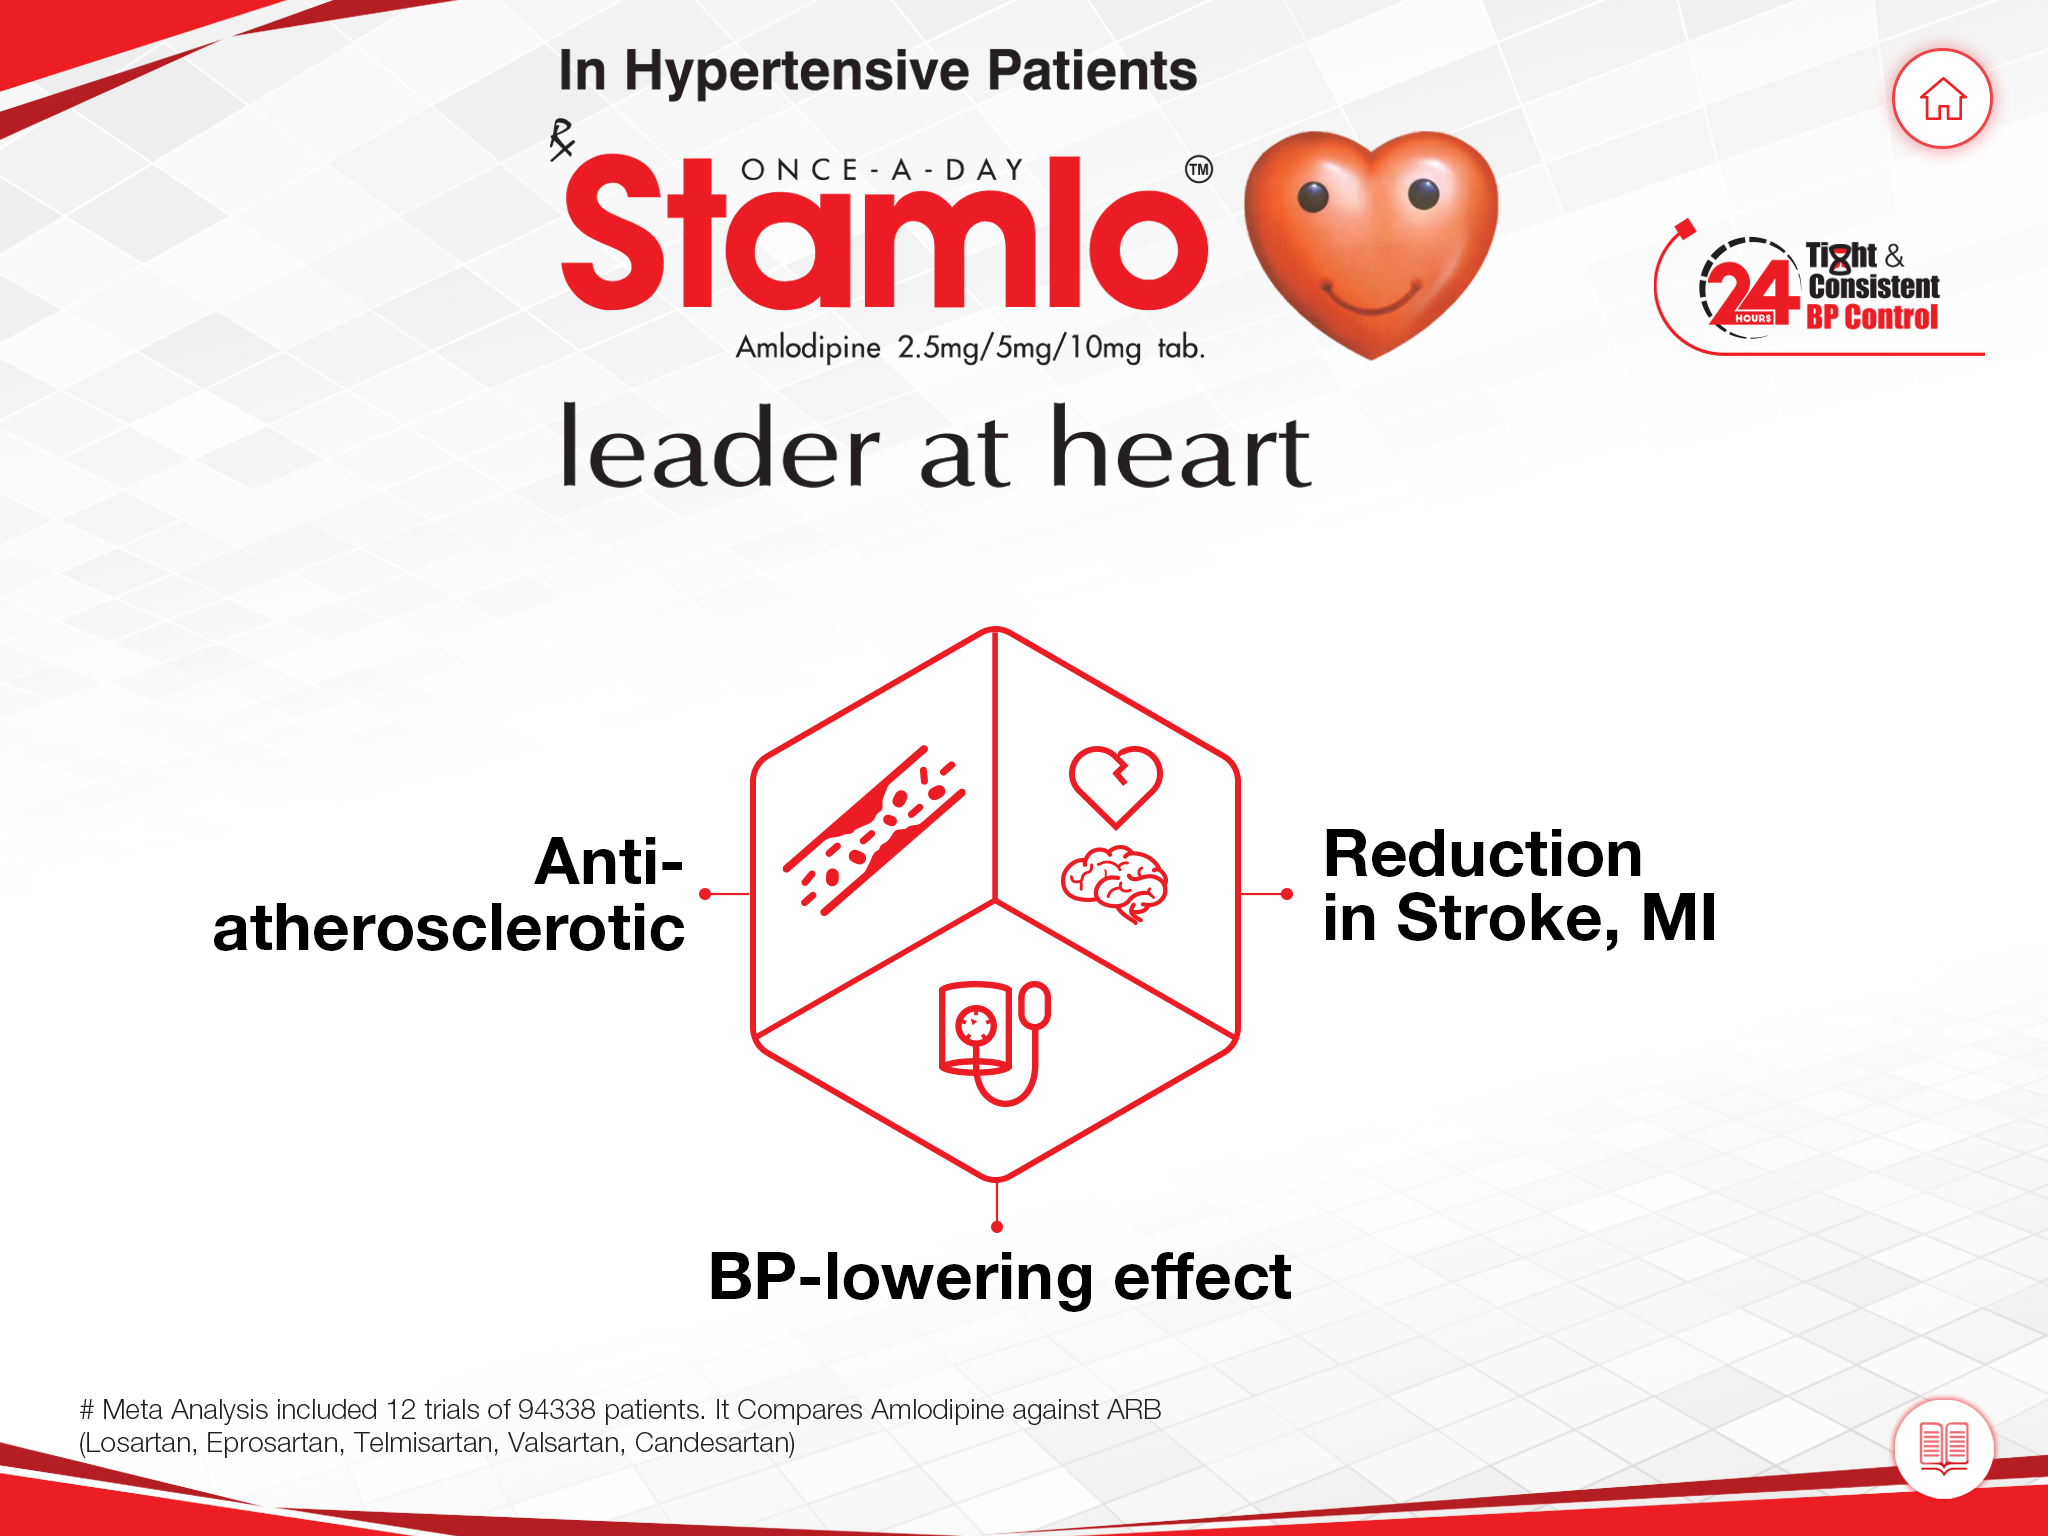 In Hypertensive Patients
℞
ONCE-A-DAY
Stamlo™
Amlodipine 2.5mg/5mg/10mg tab.
leader at heart
24 HOURS
Tight &
Consistent
BP Control
Anti-
atherosclerotic
Reduction
in Stroke, MI
BP-lowering effect
# Meta Analysis included 12 trials of 94338 patients. It Compares Amlodipine against ARB
(Losartan, Eprosartan, Telmisartan, Valsartan, Candesartan)